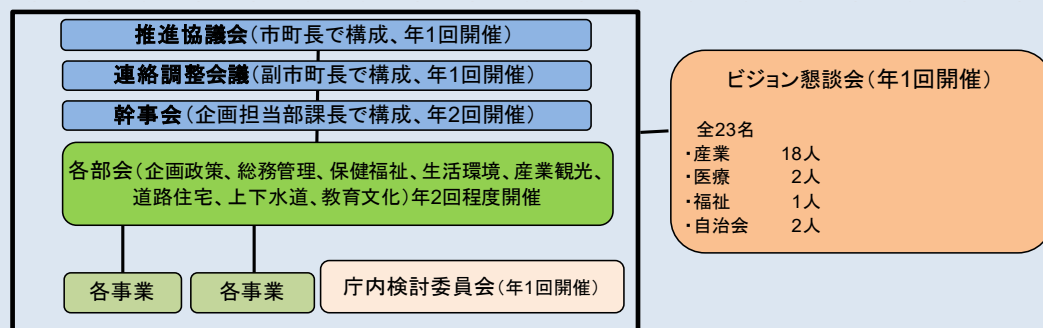 推進協議会(市町長で構成、年1回開催)
連絡調整会議(副市町長で構成、年1回開催)
幹事会(企画担当部課長で構成、年2回開催)
各部会(企画政策、総務管理、保健福祉、生活環境、産業観光、
道路住宅、上下水道、教育文化)年2回程度開催
各事業
各事業
庁内検討委員会(年1回開催)
ビジョン懇談会(年1回開催)
全23名
・産業 18人
・医療 2人
・福祉 1人
・自治会 2人